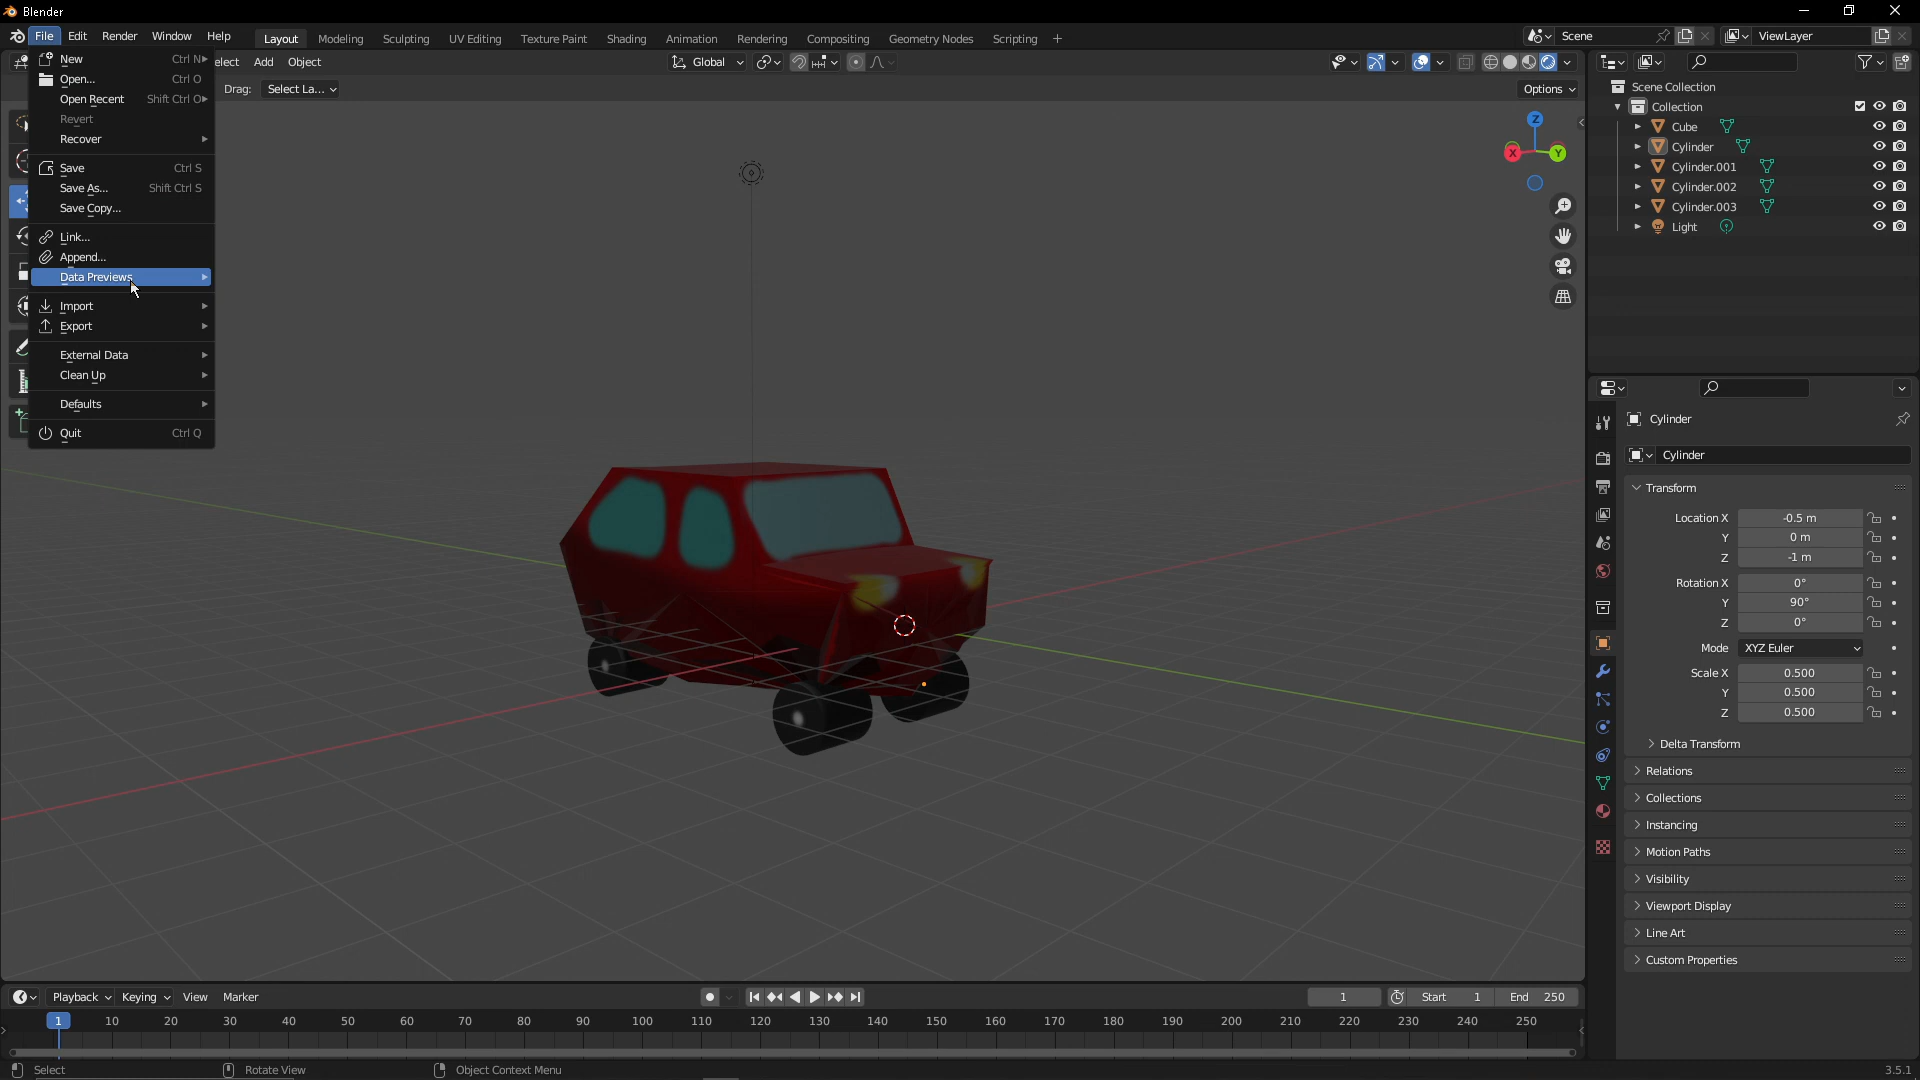 Blender
File Edit Render Window Help Layout Modeling Sculpting UV Editing Texture Paint Shading Animation Rendering Compositing Geometry Nodes Scripting + Scene ViewLayer
elect Add Object Global
Drag: Select La... Options
New Ctrl N
Open... Ctrl O
Open Recent Shift Ctrl O
Revert
Recover
Save Ctrl S
Save As... Shift Ctrl S
Save Copy...
Link...
Append...
Data Previews
Import
Export
External Data
Clean Up
Defaults
Quit Ctrl Q
Z
X Y
Scene Collection
Collection
Cube
Cylinder
Cylinder.001
Cylinder.002
Cylinder.003
Light
Cylinder
Cylinder
Transform
Location X -0.5 m
Y 0 m
Z -1 m
Rotation X 0°
Y 90°
Z 0°
Mode XYZ Euler
Scale X 0.500
Y 0.500
Z 0.500
Delta Transform
Relations
Collections
Instancing
Motion Paths
Visibility
Viewport Display
Line Art
Custom Properties
Playback Keying View Marker 1 Start 1 End 250
1 10 20 30 40 50 60 70 80 90 100 110 120 130 140 150 160 170 180 190 200 210 220 230 240 250
Select Rotate View Object Context Menu 3.5.1